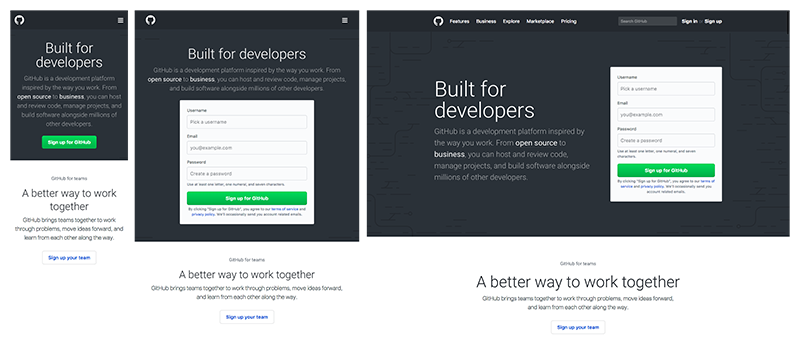 Built for
developers
GitHub is a development platform
inspired by the way you work. From
open source to business, you can host
and review code, manage projects, and
build software alongside millions of
other developers.
Sign up for GitHub
GitHub for teams
A better way to work
together
GitHub brings teams together to work
through problems, move ideas forward, and
learn from each other along the way.
Sign up your team
Built for developers
GitHub is a development platform inspired by the way you work. From
open source to business, you can host and review code, manage projects,
and build software alongside millions of other developers.
Username
Pick a username
Email
you@example.com
Password
Create a password
Use at least one letter, one numeral, and seven
characters.
Sign up for GitHub
By clicking "Sign up for GitHub", you agree to our terms of service and
privacy policy. We'll occasionally send you account related emails.
GitHub for teams
A better way to work together
GitHub brings teams together to work through problems, move ideas forward,
and learn from each other along the way.
Sign up your team
Features Business Explore Marketplace Pricing Search GitHub Sign in or Sign up
Built for
developers
GitHub is a development platform inspired by
the way you work. From open source to
business, you can host and review code,
manage projects, and build software alongside
millions of other developers.
Username
Pick a username
Email
you@example.com
Password
Create a password
Use at least one letter, one numeral, and seven
characters.
Sign up for GitHub
By clicking "Sign up for GitHub", you agree to our terms of
service and privacy policy. We'll occasionally send you account
related emails.
GitHub for teams
A better way to work together
GitHub brings teams together to work through problems, move ideas forward,
and learn from each other along the way.
Sign up your team